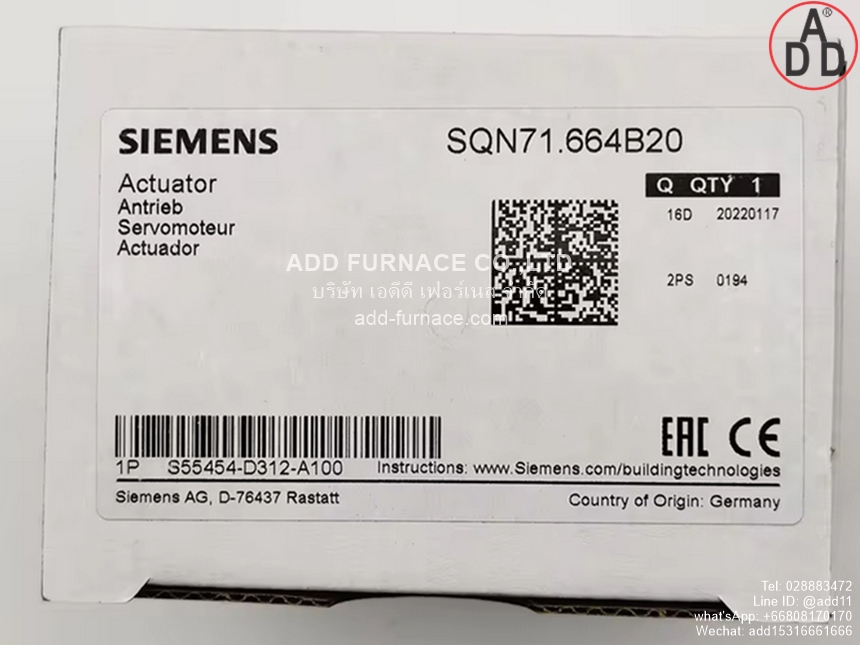 ADD®
SIEMENS SQN71.664B20
Actuator
Antrieb
Servomoteur
Actuador
Q QTY 1
16D 20220117
2PS 0194
ADD FURNACE CO.,LTD
บริษัท เอดีดี เฟอร์เนส จำกัด
add-furnace.com
EAC CE
1P S55454-D312-A100 Instructions: www.Siemens.com/buildingtechnologies
Siemens AG, D-76437 Rastatt Country of Origin: Germany
Tel: 028883472
Line ID: @add11
what'sApp: +66808170170
Wechat: add15316661666